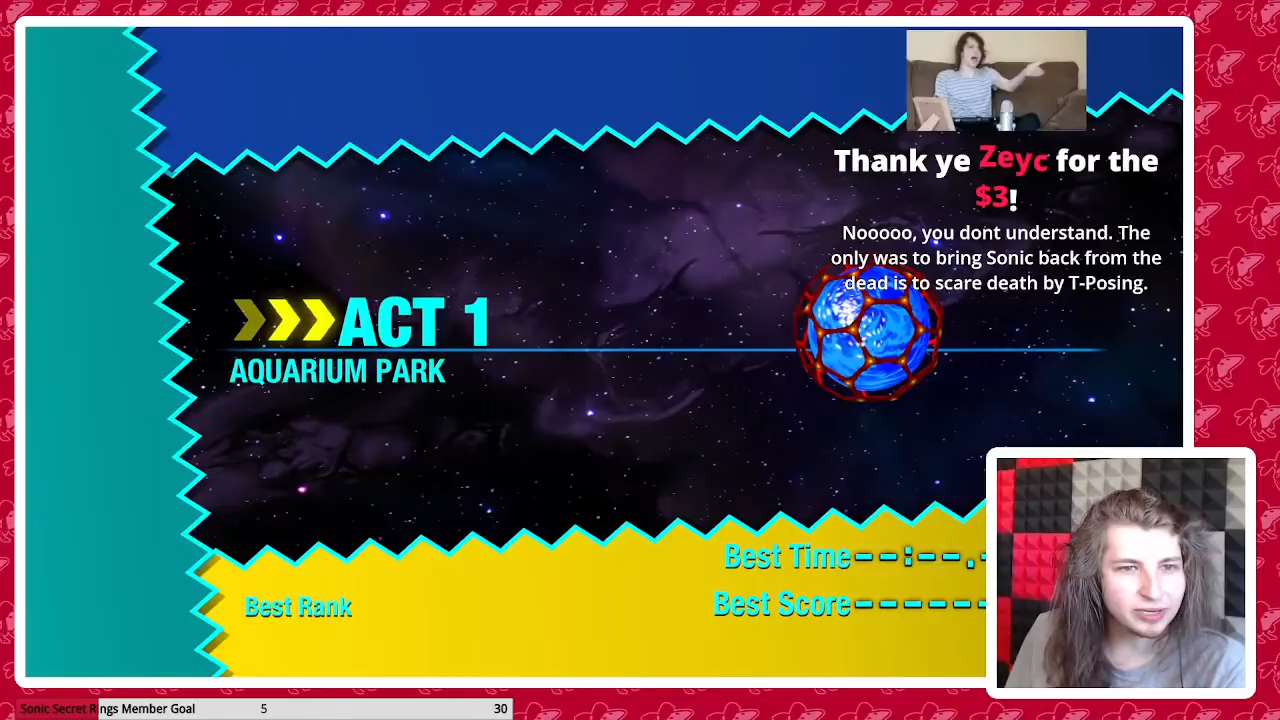 Thank ye Zeyc for the
$3!
Nooooo, you dont understand. The
only was to bring Sonic back from the
dead is to scare death by T-Posing.
ACT 1
AQUARIUM PARK
Best Time--:--.-
Best Rank
Best Score------
Sonic Secret Rings Member Goal 5 30